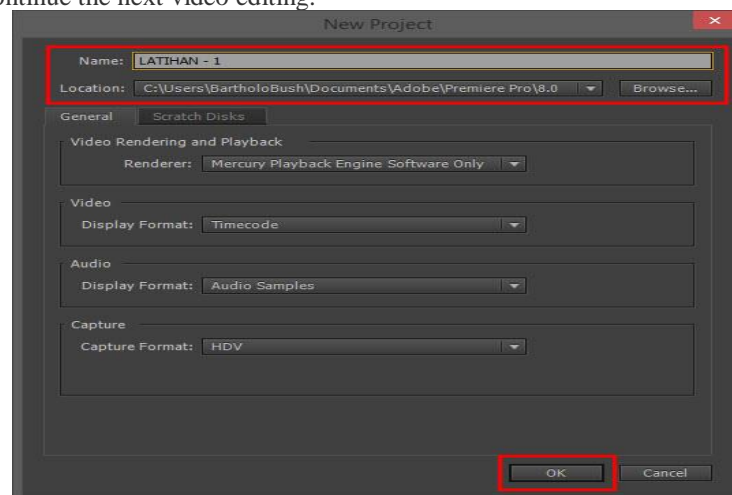 ntinue the next video editing.
New Project
Name: LATIHAN - 1
Location: C:\Users\BartholoBush\Documents\Adobe\Premiere Pro\8.0 Browse...
General Scratch Disks
Video Rendering and Playback
Renderer: Mercury Playback Engine Software Only
Video
Display Format: Timecode
Audio
Display Format: Audio Samples
Capture
Capture Format: HDV
OK Cancel